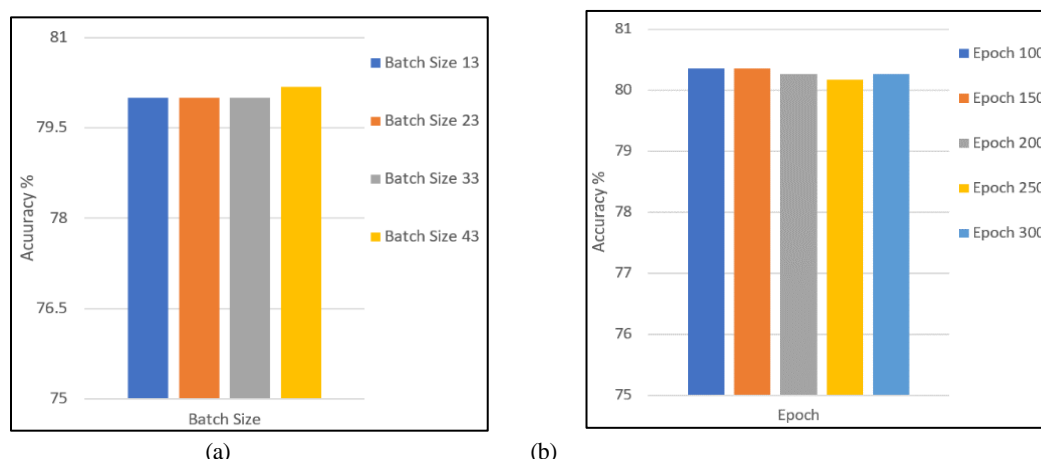 81
79.5
78
76.5
75
Acuuracy %
Batch Size
Batch Size 13
Batch Size 23
Batch Size 33
Batch Size 43
(a)
81
80
79
78
77
76
75
Accuracy %
Epoch
Epoch 100
Epoch 150
Epoch 200
Epoch 250
Epoch 300
(b)